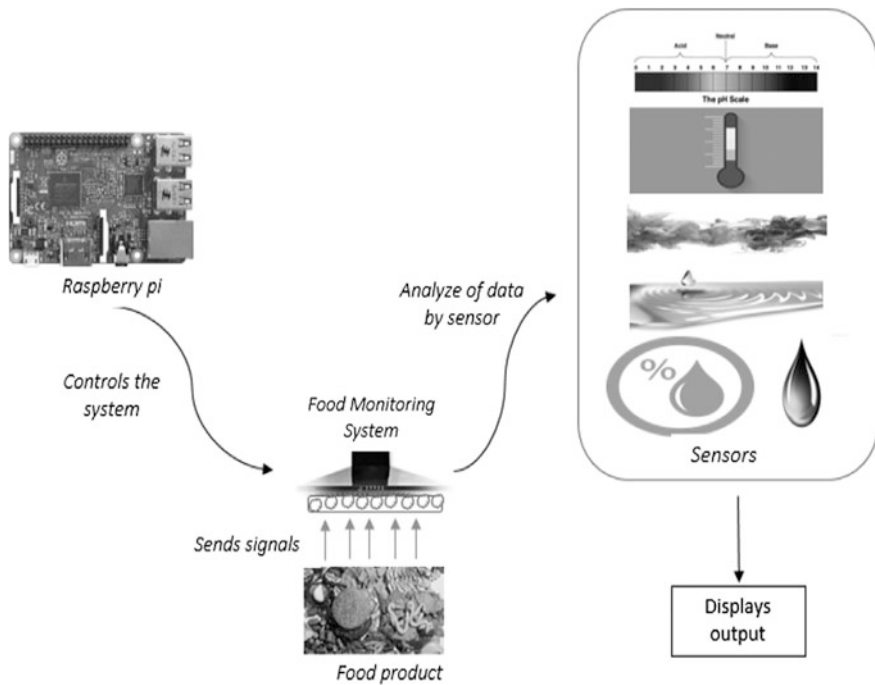 Neutral
Acid
Base
0 1 2 3 4 5 6 7 8 9 10 11 12 13 14
The pH Scale
Raspberry pi
Analyze of data
by sensor
Controls the
system
Food Monitoring
System
%
Sensors
Sends signals
Food product
Displays
output